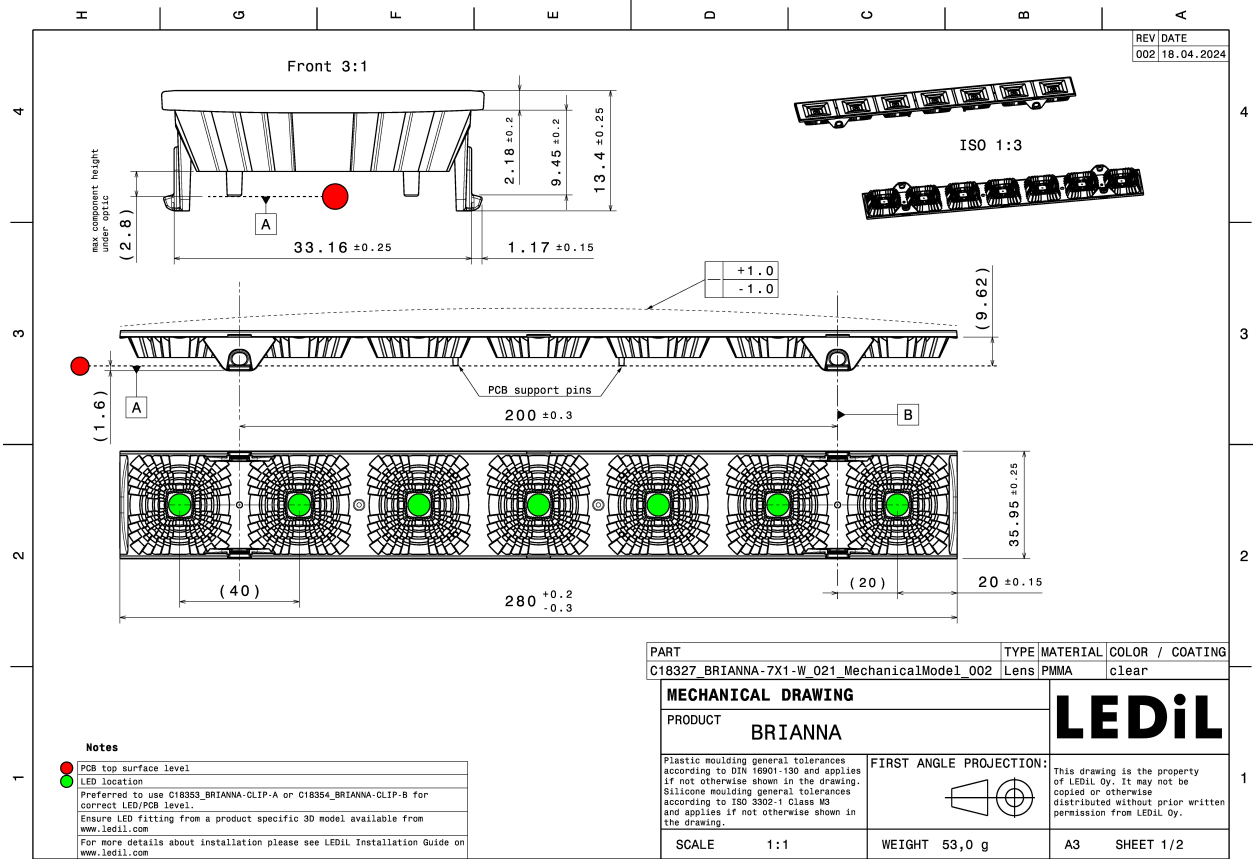 H G F E D C B A
REV DATE
002 18.04.2024
4
4
Front 3:1
2.18 ±0.2
9.45 ±0.2
13.4 ±0.25
max component height
under optic
(2.8)
A
33.16 ±0.25
1.17 ±0.15
ISO 1:3
3
3
+1.0
-1.0
(9.62)
PCB support pins
A
(1.6)
200 ±0.3
B
35.95 ±0.25
2
2
(40)
(20)
20 ±0.15
280 +0.2
-0.3
PART TYPE MATERIAL COLOR / COATING
C18327_BRIANNA-7X1-W_021_MechanicalModel_002 Lens PMMA clear
MECHANICAL DRAWING
PRODUCT
BRIANNA
LEDiL
Plastic moulding general tolerances
according to DIN 16901-130 and applies
if not otherwise shown in the drawing.
Silicone moulding general tolerances
according to ISO 3302-1 Class M3
and applies if not otherwise shown in
the drawing.
FIRST ANGLE PROJECTION:
This drawing is the property
of LEDiL Oy. It may not be
copied or otherwise
distributed without prior written
permission from LEDiL Oy.
1
1
SCALE 1:1
WEIGHT 53,0 g
A3 SHEET 1/2
Notes
PCB top surface level
LED location
Preferred to use C18353_BRIANNA-CLIP-A or C18354_BRIANNA-CLIP-B for
correct LED/PCB level.
Ensure LED fitting from a product specific 3D model available from
www.ledil.com
For more details about installation please see LEDiL Installation Guide on
www.ledil.com